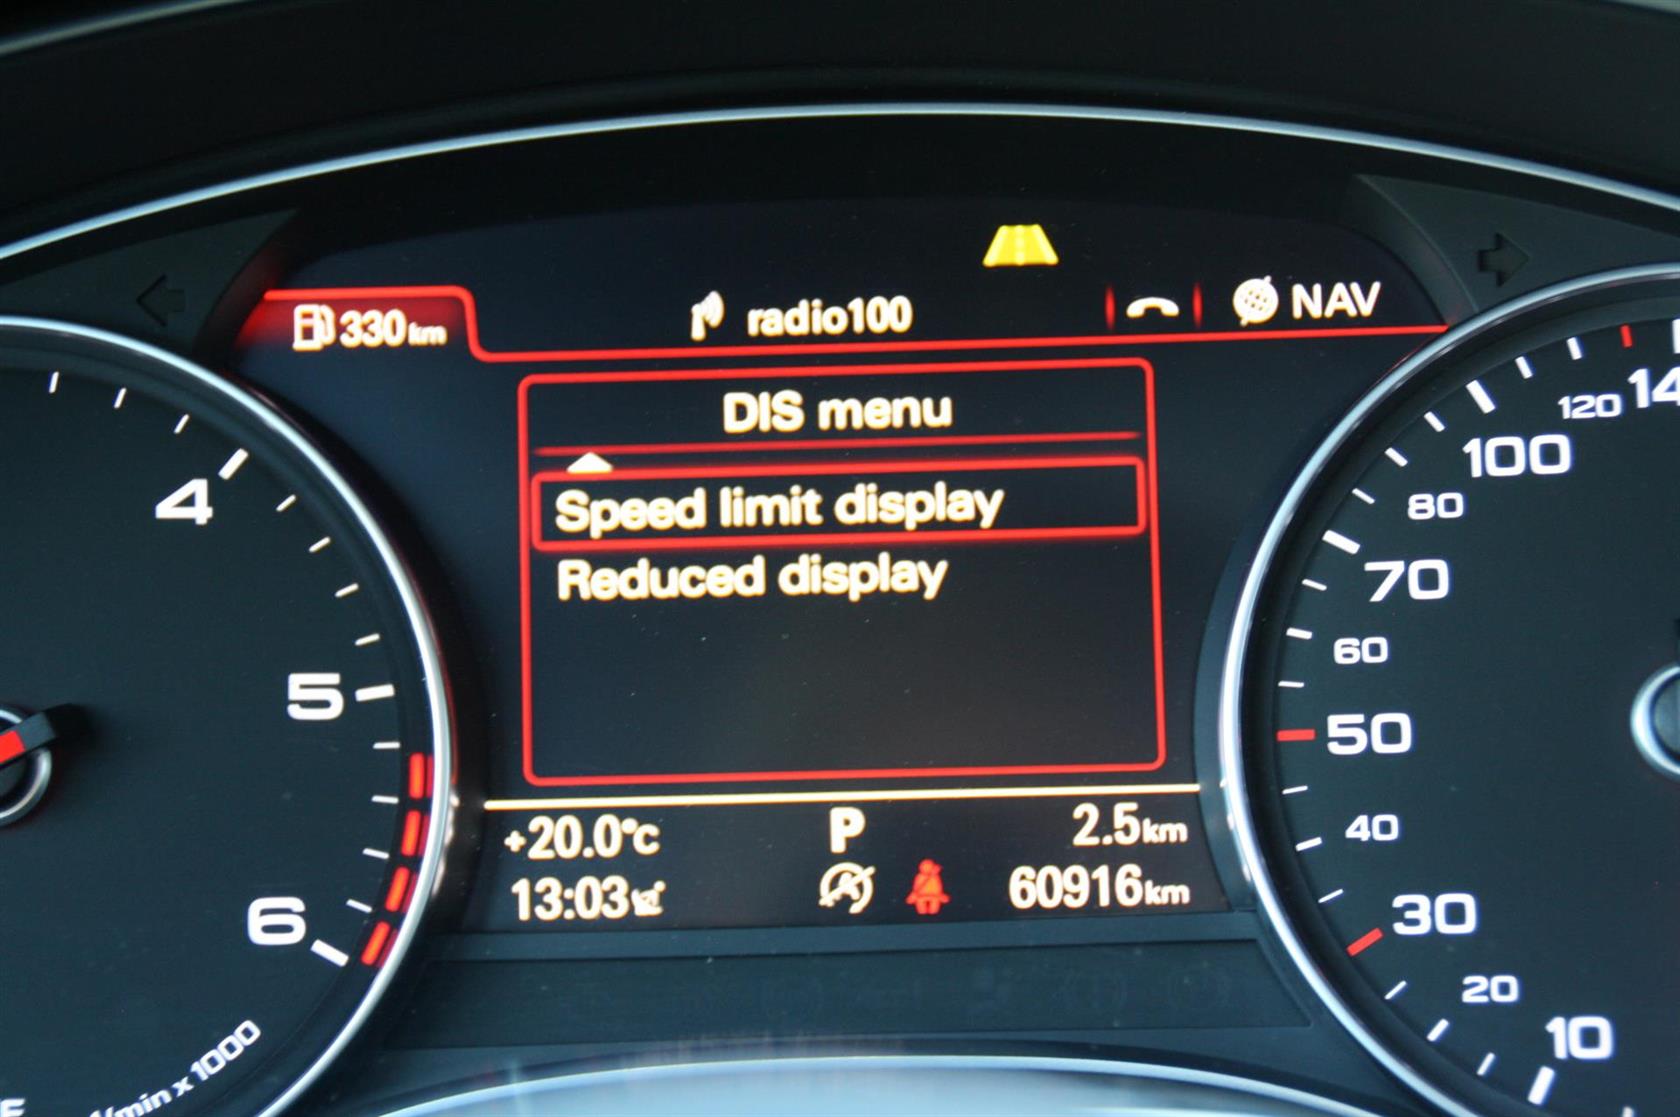 330km
radio100
NAV
DIS menu
Speed limit display
Reduced display
+20.0°C
P
2.5km
13:03
A
60916km
4
5
6
/min x 1000
120
100
80
70
60
50
40
30
20
10